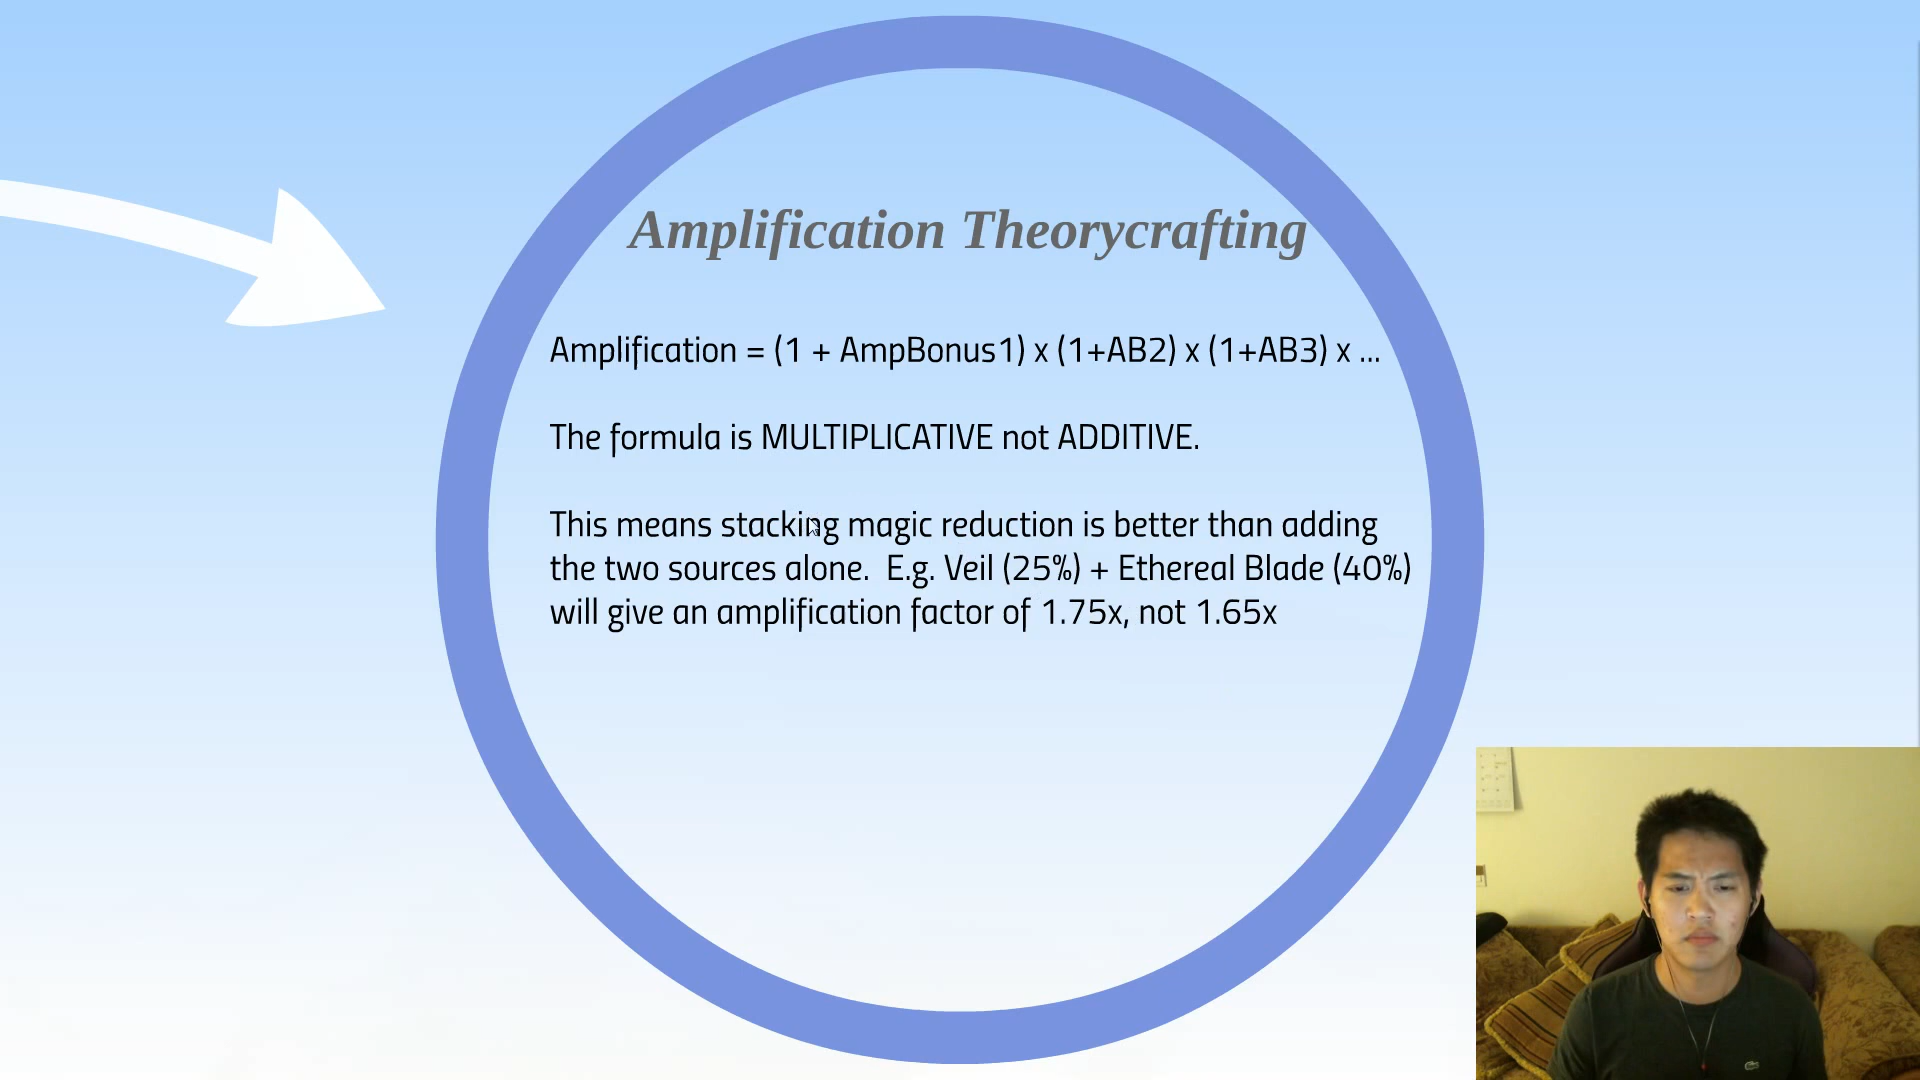 Amplification Theorycrafting
Amplification = (1 + AmpBonus1) x (1+AB2) x (1+AB3) x ...
The formula is MULTIPLICATIVE not ADDITIVE.
This means stacking magic reduction is better than adding
the two sources alone.  E.g. Veil (25%) + Ethereal Blade (40%)
will give an amplification factor of 1.75x, not 1.65x